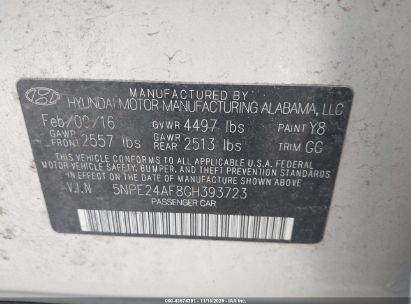 MANUFACTURED BY
HYUNDAI MOTOR MANUFACTURING ALABAMA, LLC
Feb/ /16 GVWR 4497 lbs PAINT Y8
GAWR FRONT 2557 lbs GAWR REAR 2513 lbs TRIM GG
THIS VEHICLE CONFORMS TO ALL APPLICABLE U.S.A. FEDERAL
MOTOR VEHICLE SAFETY, BUMPER, AND THEFT PREVENTION
STANDARDS IN EFFECT ON THE DATE OF MANUFACTURE SHOWN ABOVE.
V.I.N 5NPE24AF8GH393723
PASSENGER CAR